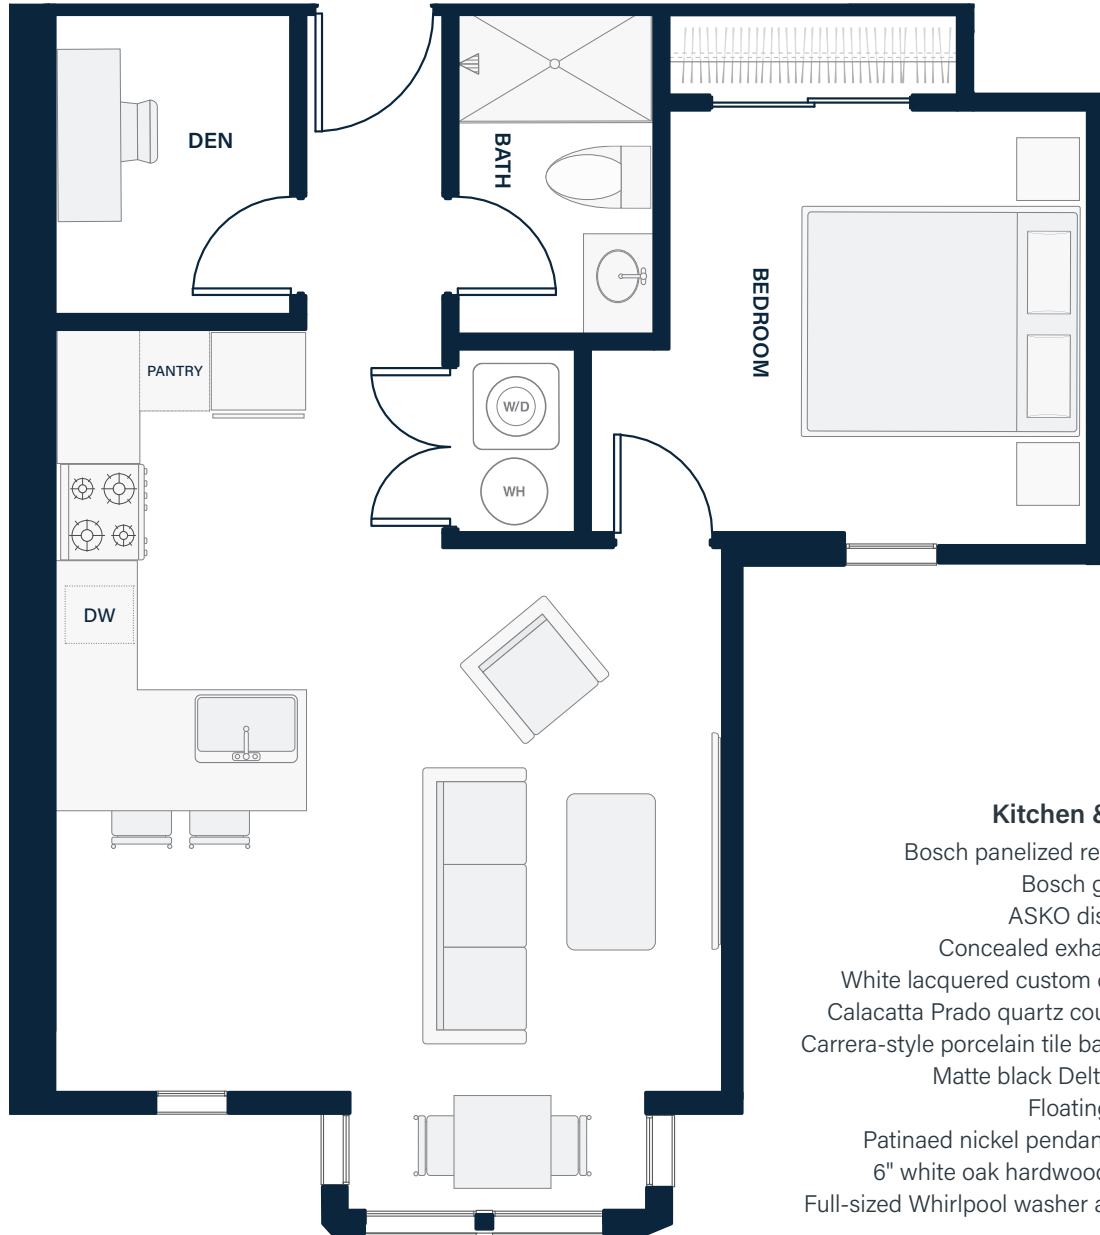 DEN
BATH
BEDROOM
PANTRY
W/D
WH
DW
Kitchen &
Bosch panelized re
Bosch g
ASKO dis
Concealed exha
White lacquered custom
Calacatta Prado quartz cou
Carrera-style porcelain tile ba
Matte black Delt
Floating
Patinaed nickel pendan
6" white oak hardwood
Full-sized Whirlpool washer a